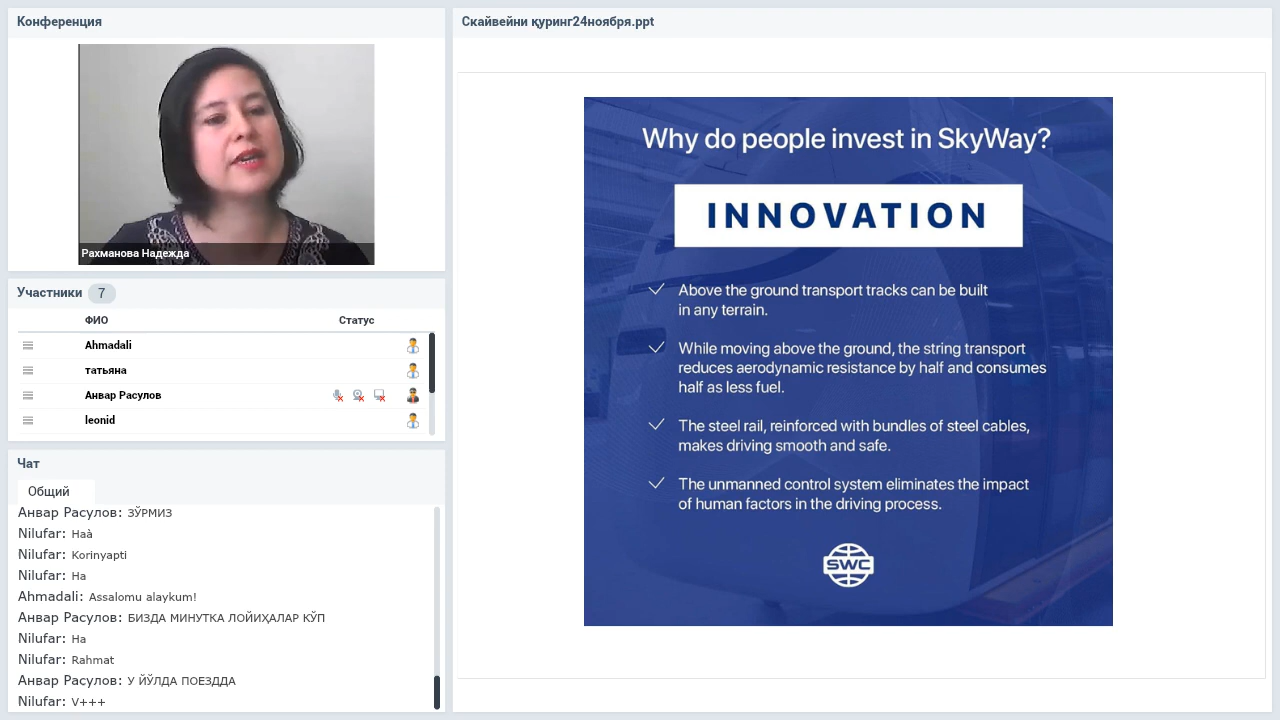 Конференция
Рахманова Надежда
Участники 7
ФИО Статус
Ahmadali
татьяна
Анвар Расулов
leonid
Чат
Общий
Анвар Расулов: ЗЎРМИЗ
Nilufar: Haà
Nilufar: Korinyapti
Nilufar: Ha
Ahmadali: Assalomu alaykum!
Анвар Расулов: БИЗДА МИНУТКА ЛОЙИҲАЛАР КЎП
Nilufar: Ha
Nilufar: Rahmat
Анвар Расулов: У ЙЎЛДА ПОЕЗДДА
Nilufar: V+++
Скайвейни қуринг24ноября.ppt
Why do people invest in SkyWay?
INNOVATION
Above the ground transport tracks can be built
in any terrain.
While moving above the ground, the string transport
reduces aerodynamic resistance by half and consumes
half as less fuel.
The steel rail, reinforced with bundles of steel cables,
makes driving smooth and safe.
The unmanned control system eliminates the impact
of human factors in the driving process.
SWC